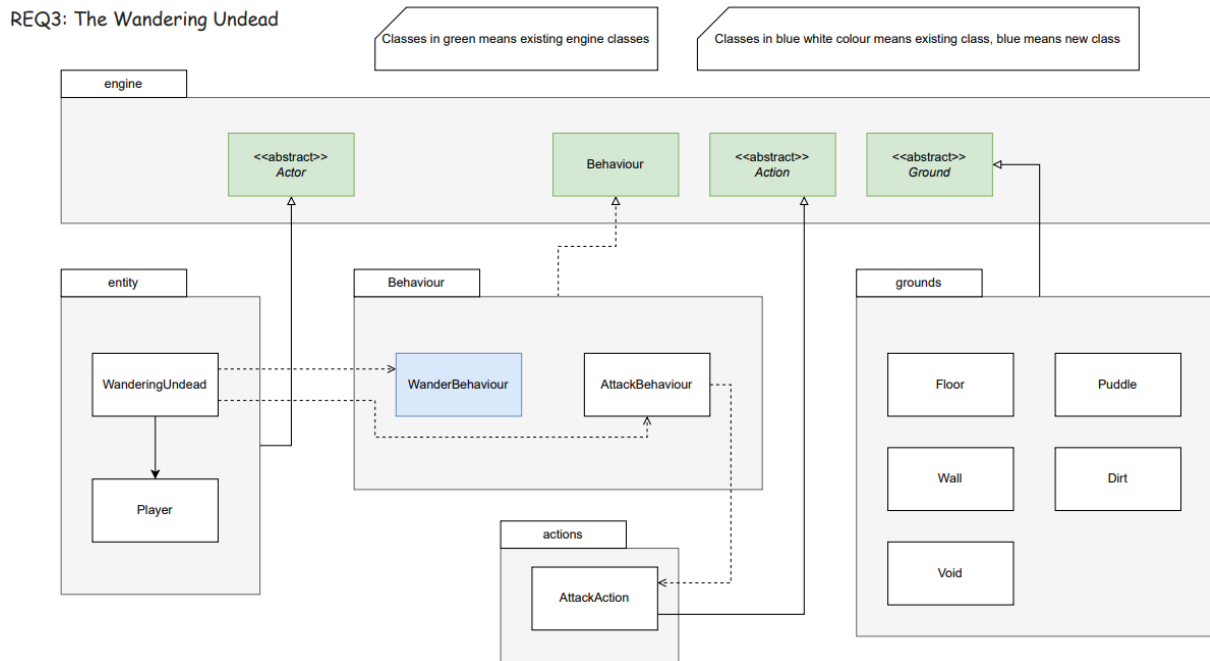 REQ3: The Wandering Undead
Classes in green means existing engine classes
Classes in blue white colour means existing class, blue means new class
engine
<<abstract>>
Actor
Behaviour
<<abstract>>
Action
<<abstract>>
Ground
entity
Behaviour
grounds
WanderingUndead
WanderBehaviour
AttackBehaviour
Floor
Puddle
Player
Wall
Dirt
actions
AttackAction
Void